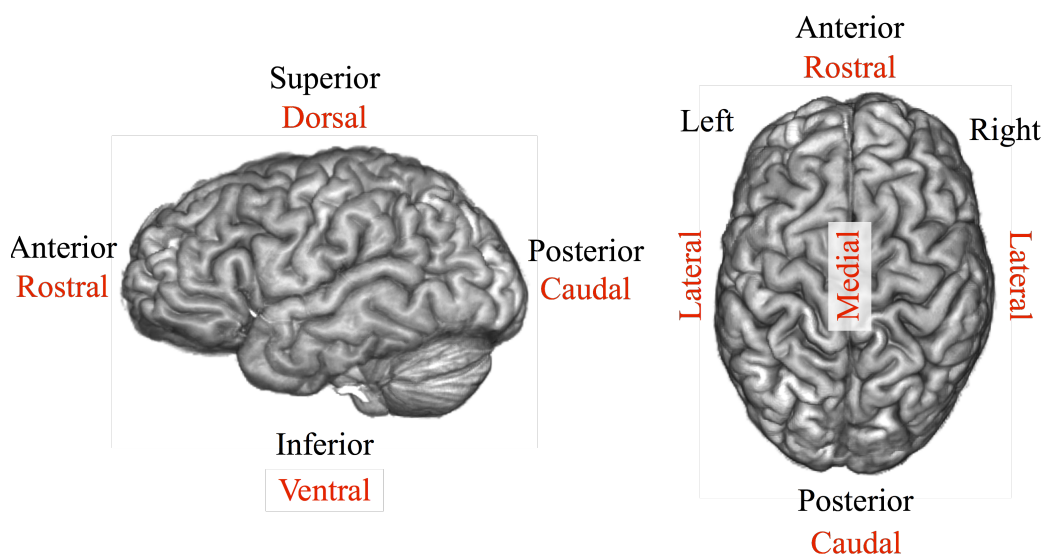 Superior
Dorsal
Anterior
Rostral
Posterior
Caudal
Inferior
Ventral
Anterior
Rostral
Left
Right
Lateral
Medial
Lateral
Posterior
Caudal